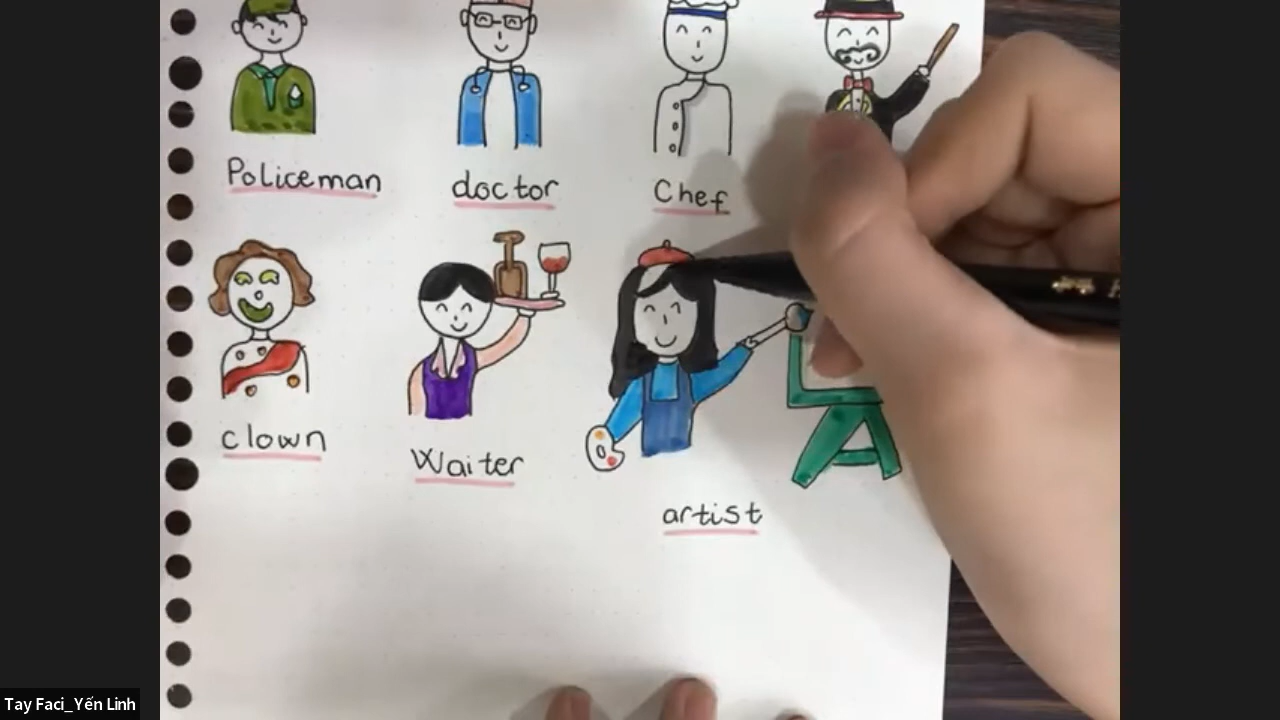 Policeman
doctor
Chef
clown
Waiter
artist
Tay Faci_Yến Linh